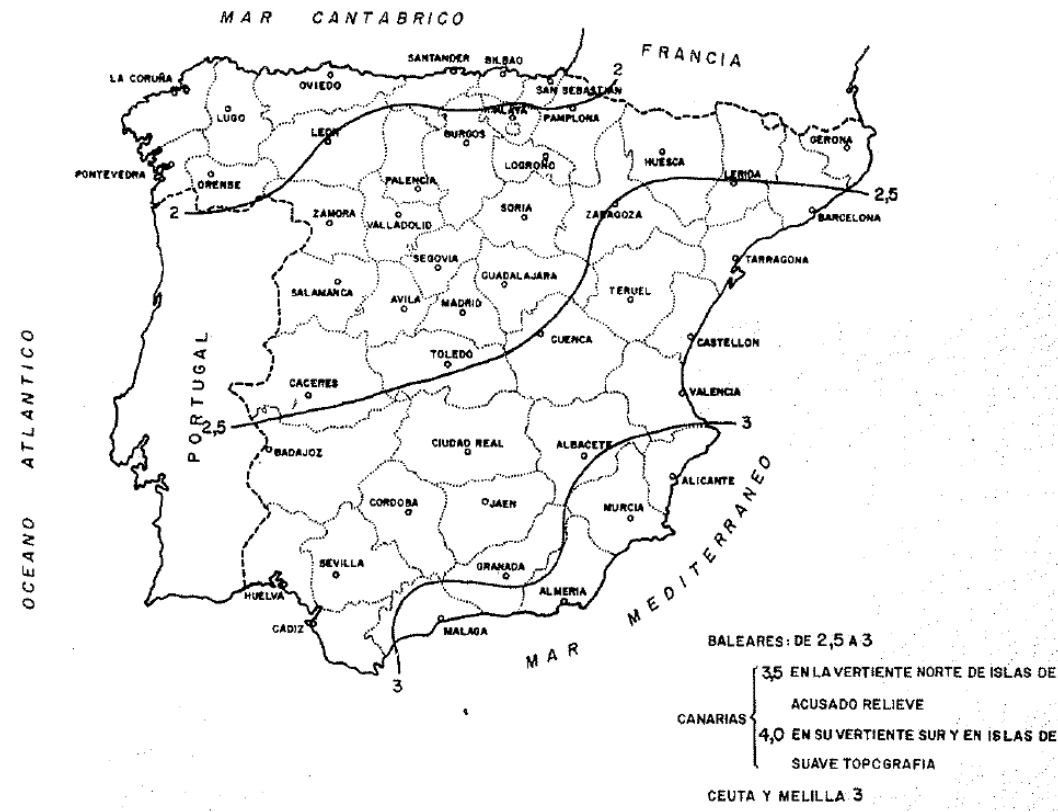 MAR CANTABRICO
FRANCIA
SANTANDER
BILBAO
2
LA CORUÑA
OVIEDO
SAN SEBASTIAN
LUGO
ALAVA
PAMPLONA
LEON
BURGOS
GERONA
LOGROÑO
HUESCA
PONTEVEDRA
ORENSE
PALENCIA
LERIDA
2,5
2
ZAMORA
VALLADOLID
SORIA
ZARAGOZA
BARCELONA
SEGOVIA
TARRAGONA
SALAMANCA
AVILA
MADRID
GUADALAJARA
TERUEL
CUENCA
CASTELLON
TOLEDO
CACERES
VALENCIA
PORTUGAL
OCEANO ATLANTICO
2,5
3
BADAJOZ
CIUDAD REAL
ALBACETE
ALICANTE
CORDOBA
JAEN
MURCIA
SEVILLA
GRANADA
HUELVA
ALMERIA
CADIZ
MALAGA
MAR MEDITERRANEO
3
BALEARES: DE 2,5 A 3
CANARIAS
3,5 EN LA VERTIENTE NORTE DE ISLAS DE
ACUSADO RELIEVE
4,0 EN SU VERTIENTE SUR Y EN ISLAS DE
SUAVE TOPOGRAFIA
CEUTA Y MELILLA 3